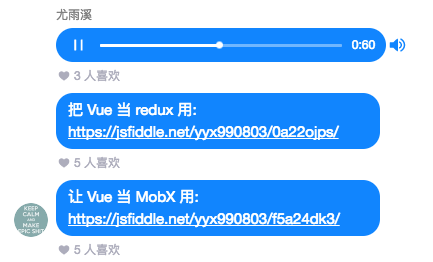 尤雨溪
0:60
3 人喜欢
把 Vue 当 redux 用:
https://jsfiddle.net/yyx990803/0a22ojps/
5 人喜欢
让 Vue 当 MobX 用:
https://jsfiddle.net/yyx990803/f5a24dk3/
KEEP
CALM
AND
MAKE
EPIC SHIT
5 人喜欢